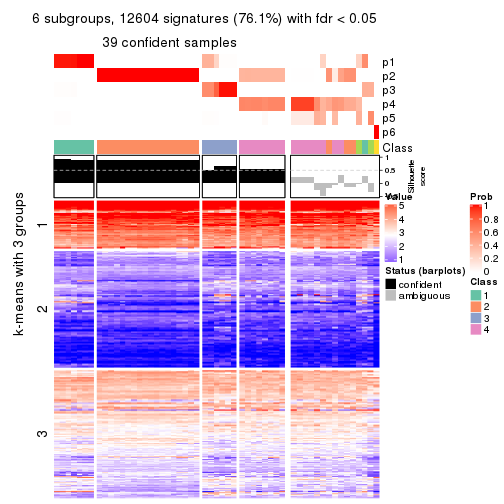 6 subgroups, 12604 signatures (76.1%) with fdr < 0.05
39 confident samples
p1
p2
p3
p4
p5
p6
Class
1
0.5
0
Silhouette
score
k-means with 3 groups
1
2
3
Value
5
4
3
2
1
Status (barplots)
confident
ambiguous
Prob
1
0.8
0.6
0.4
0.2
0
Class
1
2
3
4